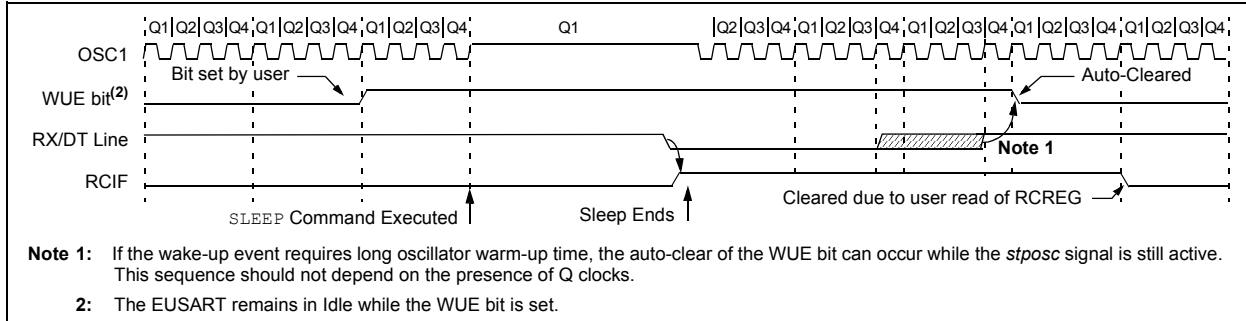 Q1 Q2 Q3 Q4 Q1 Q2 Q3 Q4 Q1 Q2 Q3 Q4 Q1 Q2 Q3 Q4 Q1 Q2 Q3 Q4 Q1 Q2 Q3 Q4 Q1 Q2 Q3 Q4 Q1 Q2 Q3 Q4
OSC1
Bit set by user
Auto-Cleared
WUE bit(2)
RX/DT Line
Note 1
RCIF
Cleared due to user read of RCREG
SLEEP Command Executed
Sleep Ends
Note 1: If the wake-up event requires long oscillator warm-up time, the auto-clear of the WUE bit can occur while the stposc signal is still active.
This sequence should not depend on the presence of Q clocks.
2: The EUSART remains in Idle while the WUE bit is set.